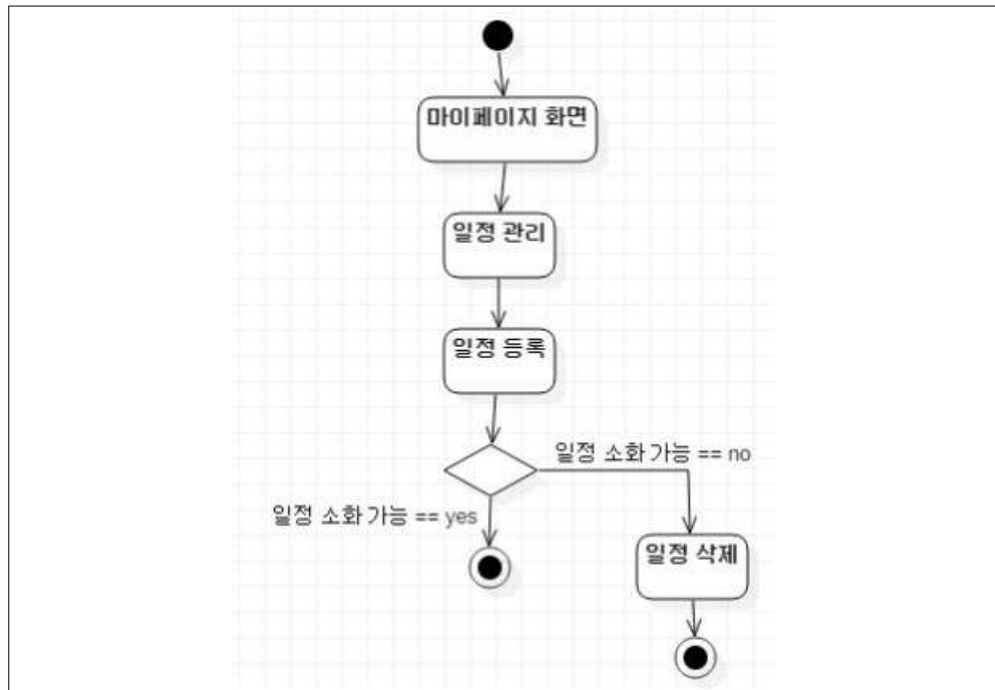 마이페이지 화면
일정 관리
일정 등록
일정 소화 가능 == no
일정 소화 가능 == yes
일정 삭제